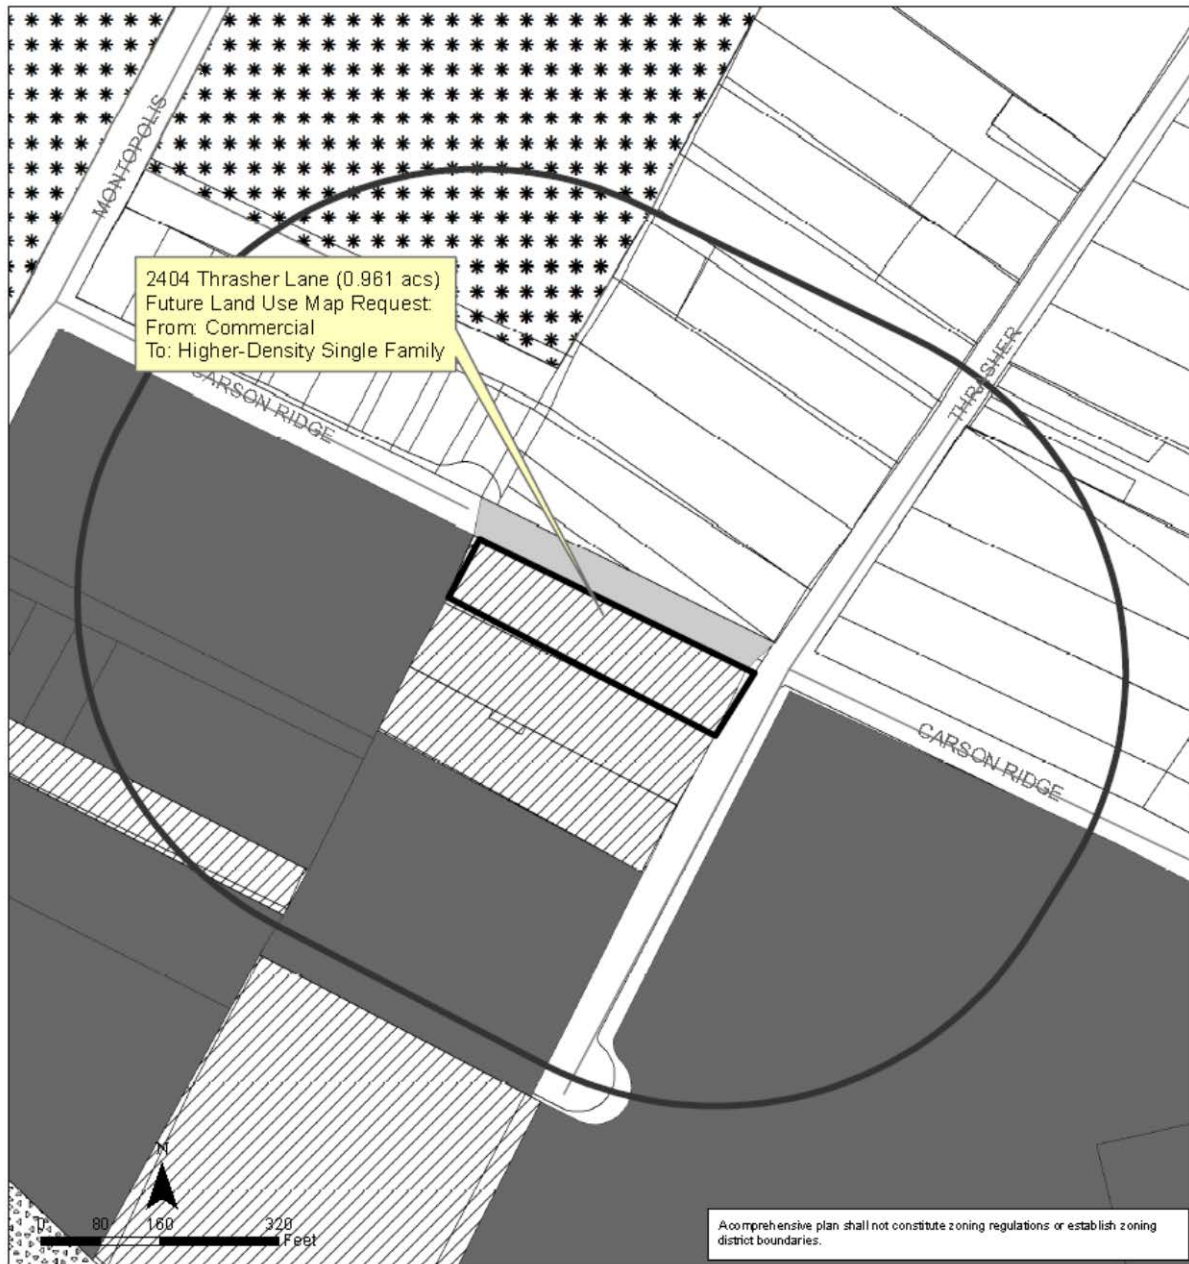 MONTOPOLIS
2404 Thrasher Lane (0.961 acs)
Future Land Use Map Request:
From: Commercial
To: Higher-Density Single Family
CARSON RIDGE
THRASHER
CARSON RIDGE
N
0 80 160 320
Feet
Acomprehensive plan shall not constitute zoning regulations or establish zoning
district boundaries.